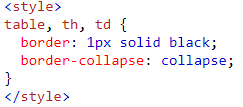 <style>
table, th, td {
  border: 1px solid black;
  border-collapse: collapse;
}
</style>